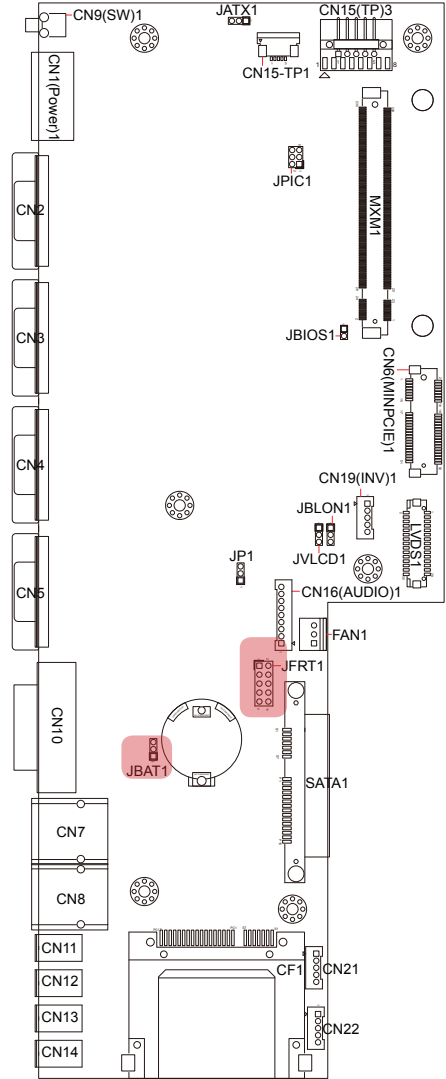 CN9(SW)1
JATX1
CN15(TP)3
CN15-TP1
1
8
CN1(Power)1
JPIC1
MXM1
CN2
CN3
JBIOS1
CN6(MINPCIE)1
CN4
CN19(INV)1
JBLON1
LVDS1
JVLCD1
JP1
CN5
CN16(AUDIO)1
FAN1
JFRT1
CN10
JBAT1
SATA1
CN7
CN8
CN11
CF1
CN21
CN12
CN13
CN22
CN14